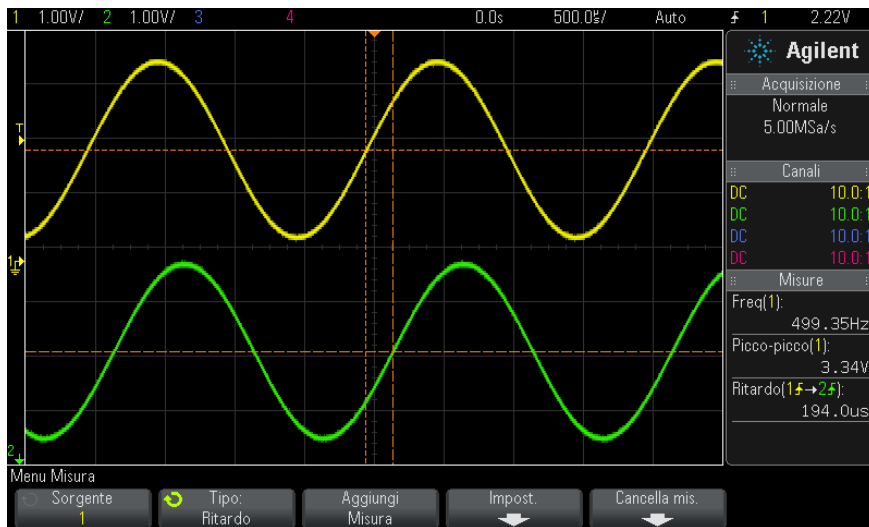 1 1.00V/ 2 1.00V/ 3 4 0.0s 500.0µ/ Auto 1 2.22V
Agilent
Acquisizione
Normale
5.00MSa/s
Canali
DC 10.0:1
DC 10.0:1
DC 10.0:1
DC 10.0:1
Misure
Freq(1):
499.35Hz
Picco-picco(1):
3.34V
Ritardo(1→2):
194.0us
T
1
2
Menu Misura
Sorgente
1
Tipo:
Ritardo
Aggiungi
Misura
Impost.
Cancella mis.